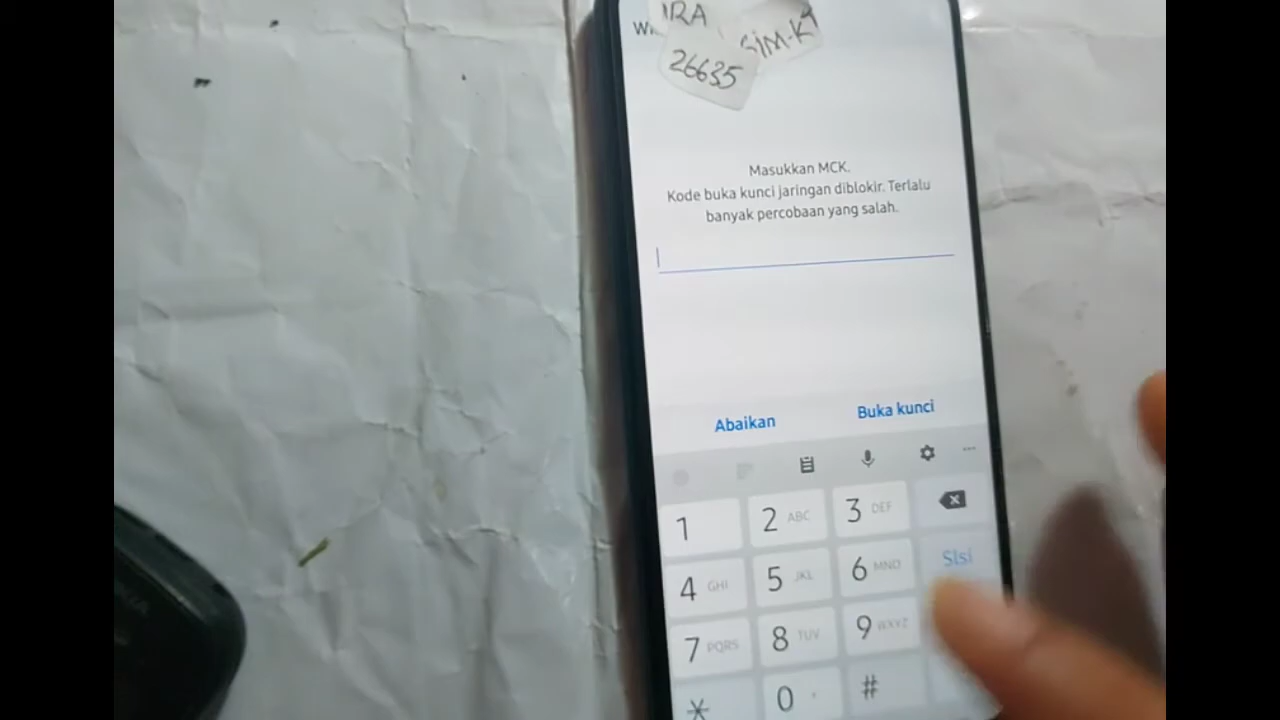 IRA
SIM-K
26635
Masukkan MCK.
Kode buka kunci jaringan diblokir. Terlalu
banyak percobaan yang salah.
Abaikan
Buka kunci
1
2 ABC
3 DEF
4 GHI
5 JKL
6 MNO
7 PQRS
8 TUV
9 WXYZ
*
0 +
#